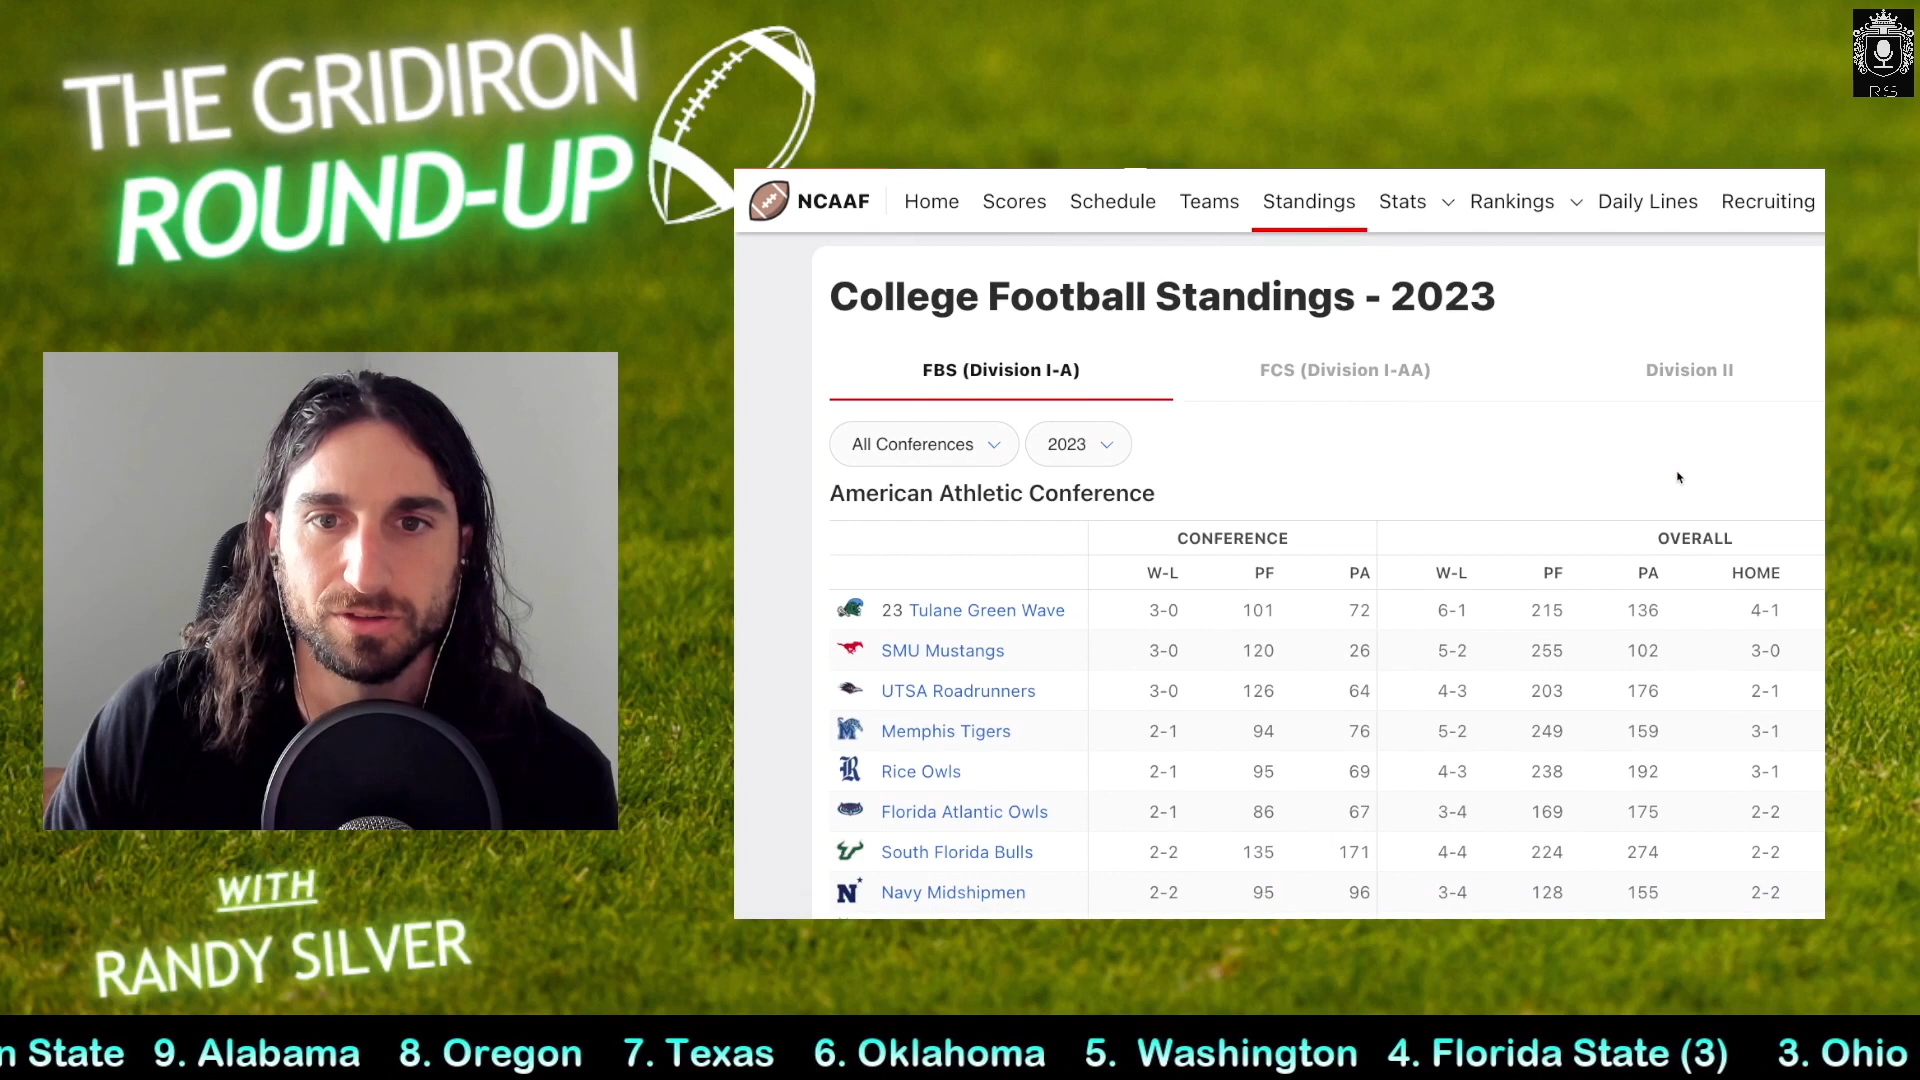 THE GRIDIRON
ROUND-UP
RS
NCAAF Home Scores Schedule Teams Standings Stats Rankings Daily Lines Recruiting
College Football Standings - 2023
FBS (Division I-A) FCS (Division I-AA) Division II
All Conferences 2023
American Athletic Conference
CONFERENCE OVERALL
W-L PF PA W-L PF PA HOME
23 Tulane Green Wave 3-0 101 72 6-1 215 136 4-1
SMU Mustangs 3-0 120 26 5-2 255 102 3-0
UTSA Roadrunners 3-0 126 64 4-3 203 176 2-1
Memphis Tigers 2-1 94 76 5-2 249 159 3-1
Rice Owls 2-1 95 69 4-3 238 192 3-1
Florida Atlantic Owls 2-1 86 67 3-4 169 175 2-2
South Florida Bulls 2-2 135 171 4-4 224 274 2-2
Navy Midshipmen 2-2 95 96 3-4 128 155 2-2
WITH
RANDY SILVER
n State 9. Alabama 8. Oregon 7. Texas 6. Oklahoma 5. Washington 4. Florida State (3) 3. Ohio